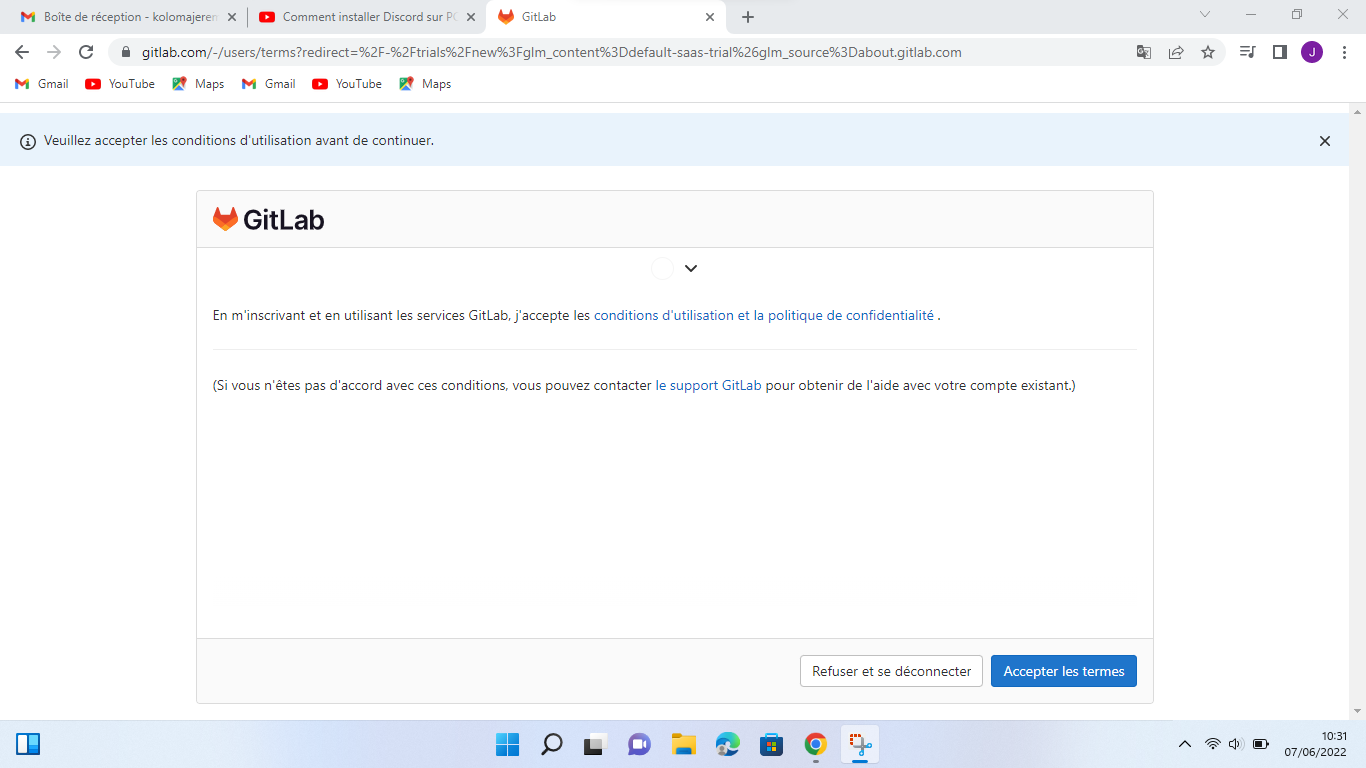 Boîte de réception - kolomajerem
Comment installer Discord sur PC
GitLab
gitlab.com/-/users/terms?redirect=%2F-%2Ftrials%2Fnew%3Fglm_content%3Ddefault-saas-trial%26glm_source%3Dabout.gitlab.com
J
Gmail YouTube Maps Gmail YouTube Maps
Veuillez accepter les conditions d'utilisation avant de continuer.
GitLab
En m'inscrivant et en utilisant les services GitLab, j'accepte les conditions d'utilisation et la politique de confidentialité .
(Si vous n'êtes pas d'accord avec ces conditions, vous pouvez contacter le support GitLab pour obtenir de l'aide avec votre compte existant.)
Refuser et se déconnecter
Accepter les termes
10:31
07/06/2022